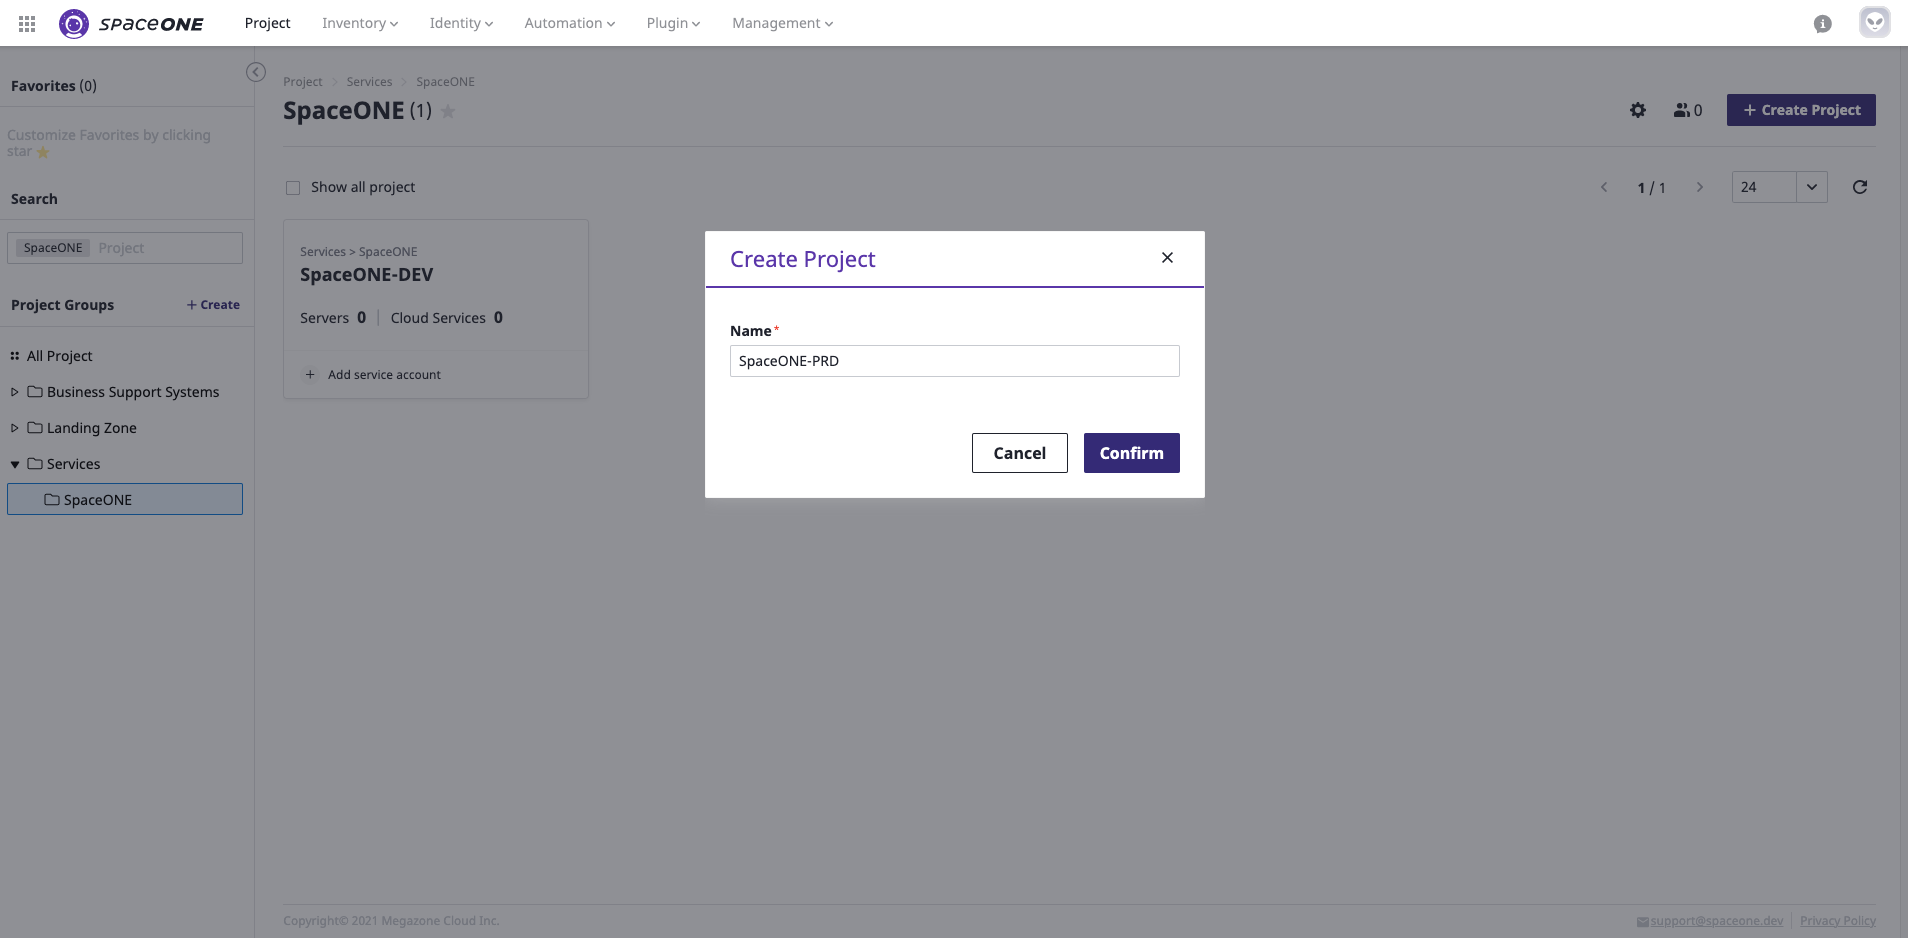 SPACEONE
Project
Inventory
Identity
Automation
Plugin
Management
Favorites (0)
Customize Favorites by clicking
star
Search
SpaceONE Project
Project Groups
+ Create
All Project
Business Support Systems
Landing Zone
Services
SpaceONE
Project > Services > SpaceONE
SpaceONE (1)
0
+ Create Project
Show all project
1 / 1
24
Services > SpaceONE
SpaceONE-DEV
Servers 0 | Cloud Services 0
+ Add service account
Create Project
Name*
SpaceONE-PRD
Cancel
Confirm
Copyright© 2021 Megazone Cloud Inc.
support@spaceone.dev
Privacy Policy